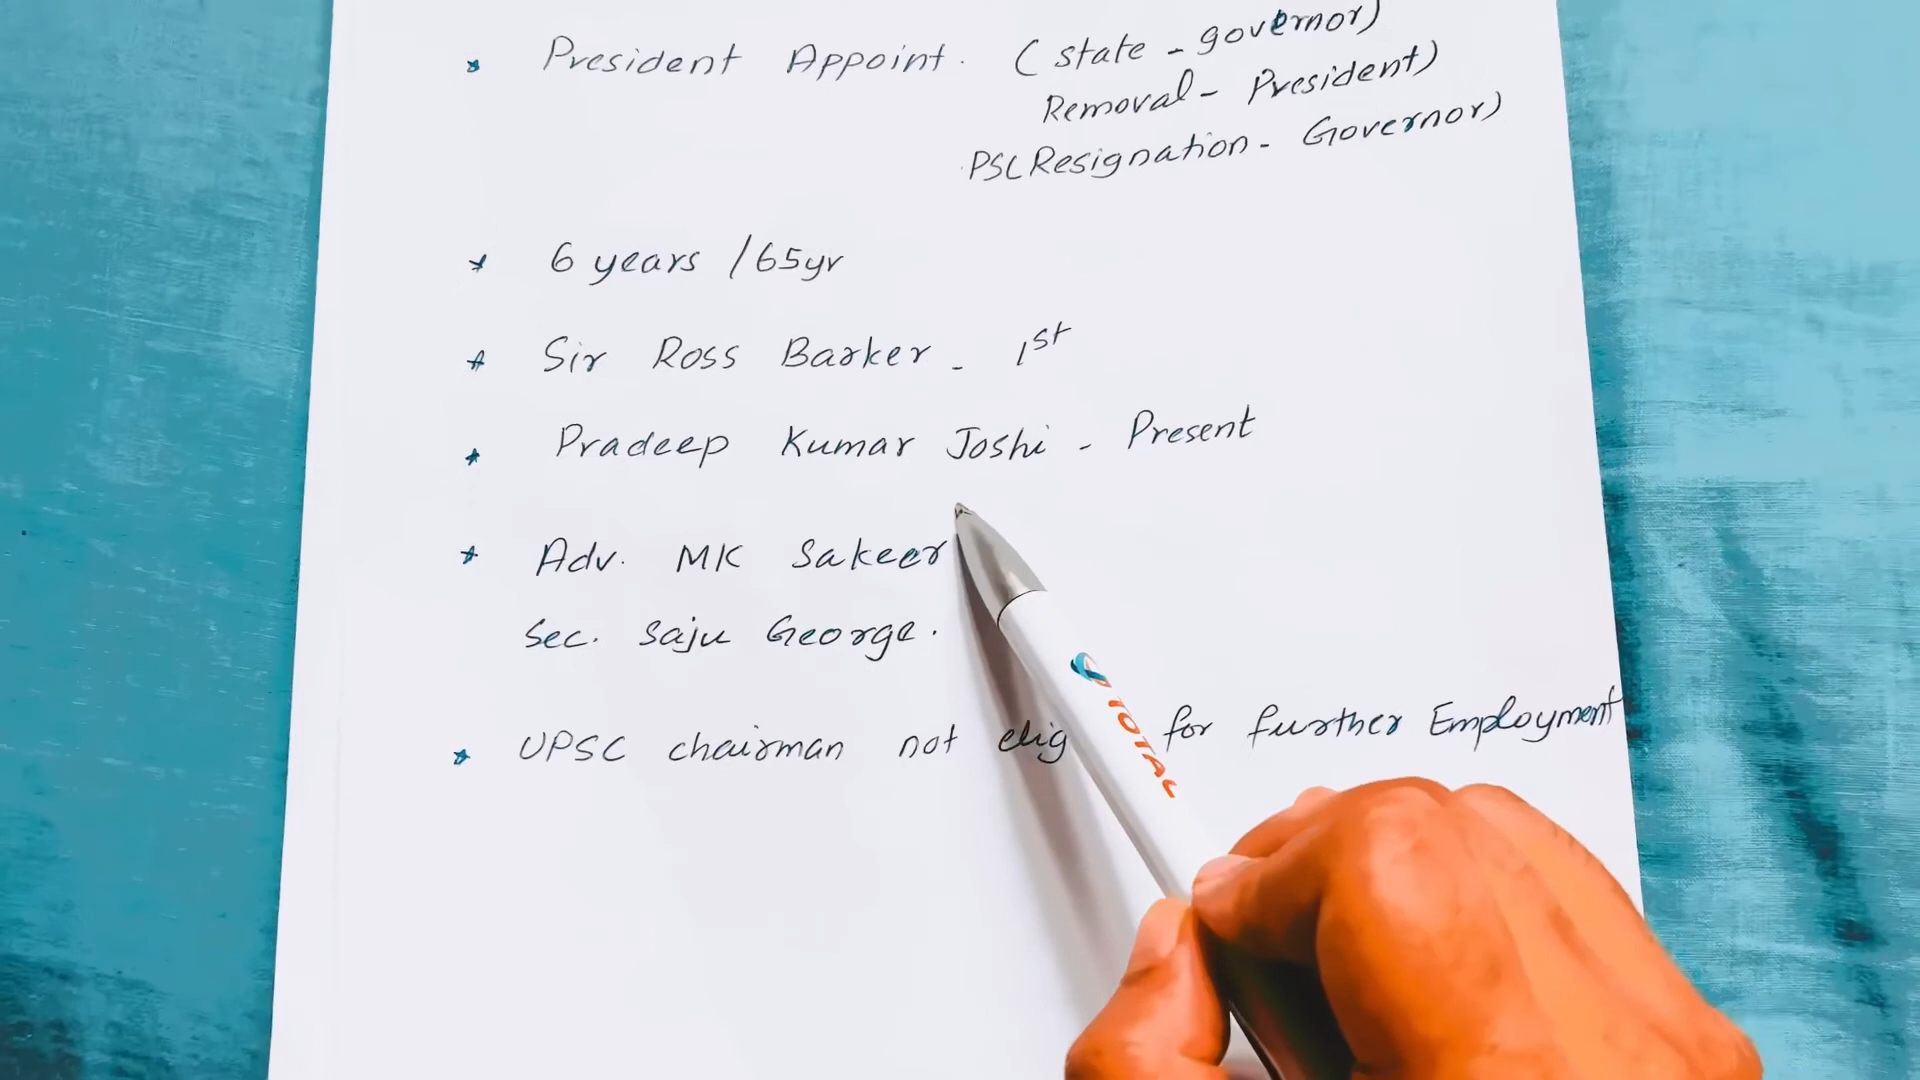 * President Appoint. (state - governor)
Removal - President)
PSC Resignation - Governor)
* 6 years / 65yr
* Sir Ross Barker - 1st
* Pradeep Kumar Joshi - Present
* Adv. MK Sakeer
Sec. Saju George.
* UPSC chairman not elig for further Employment
TOTAL